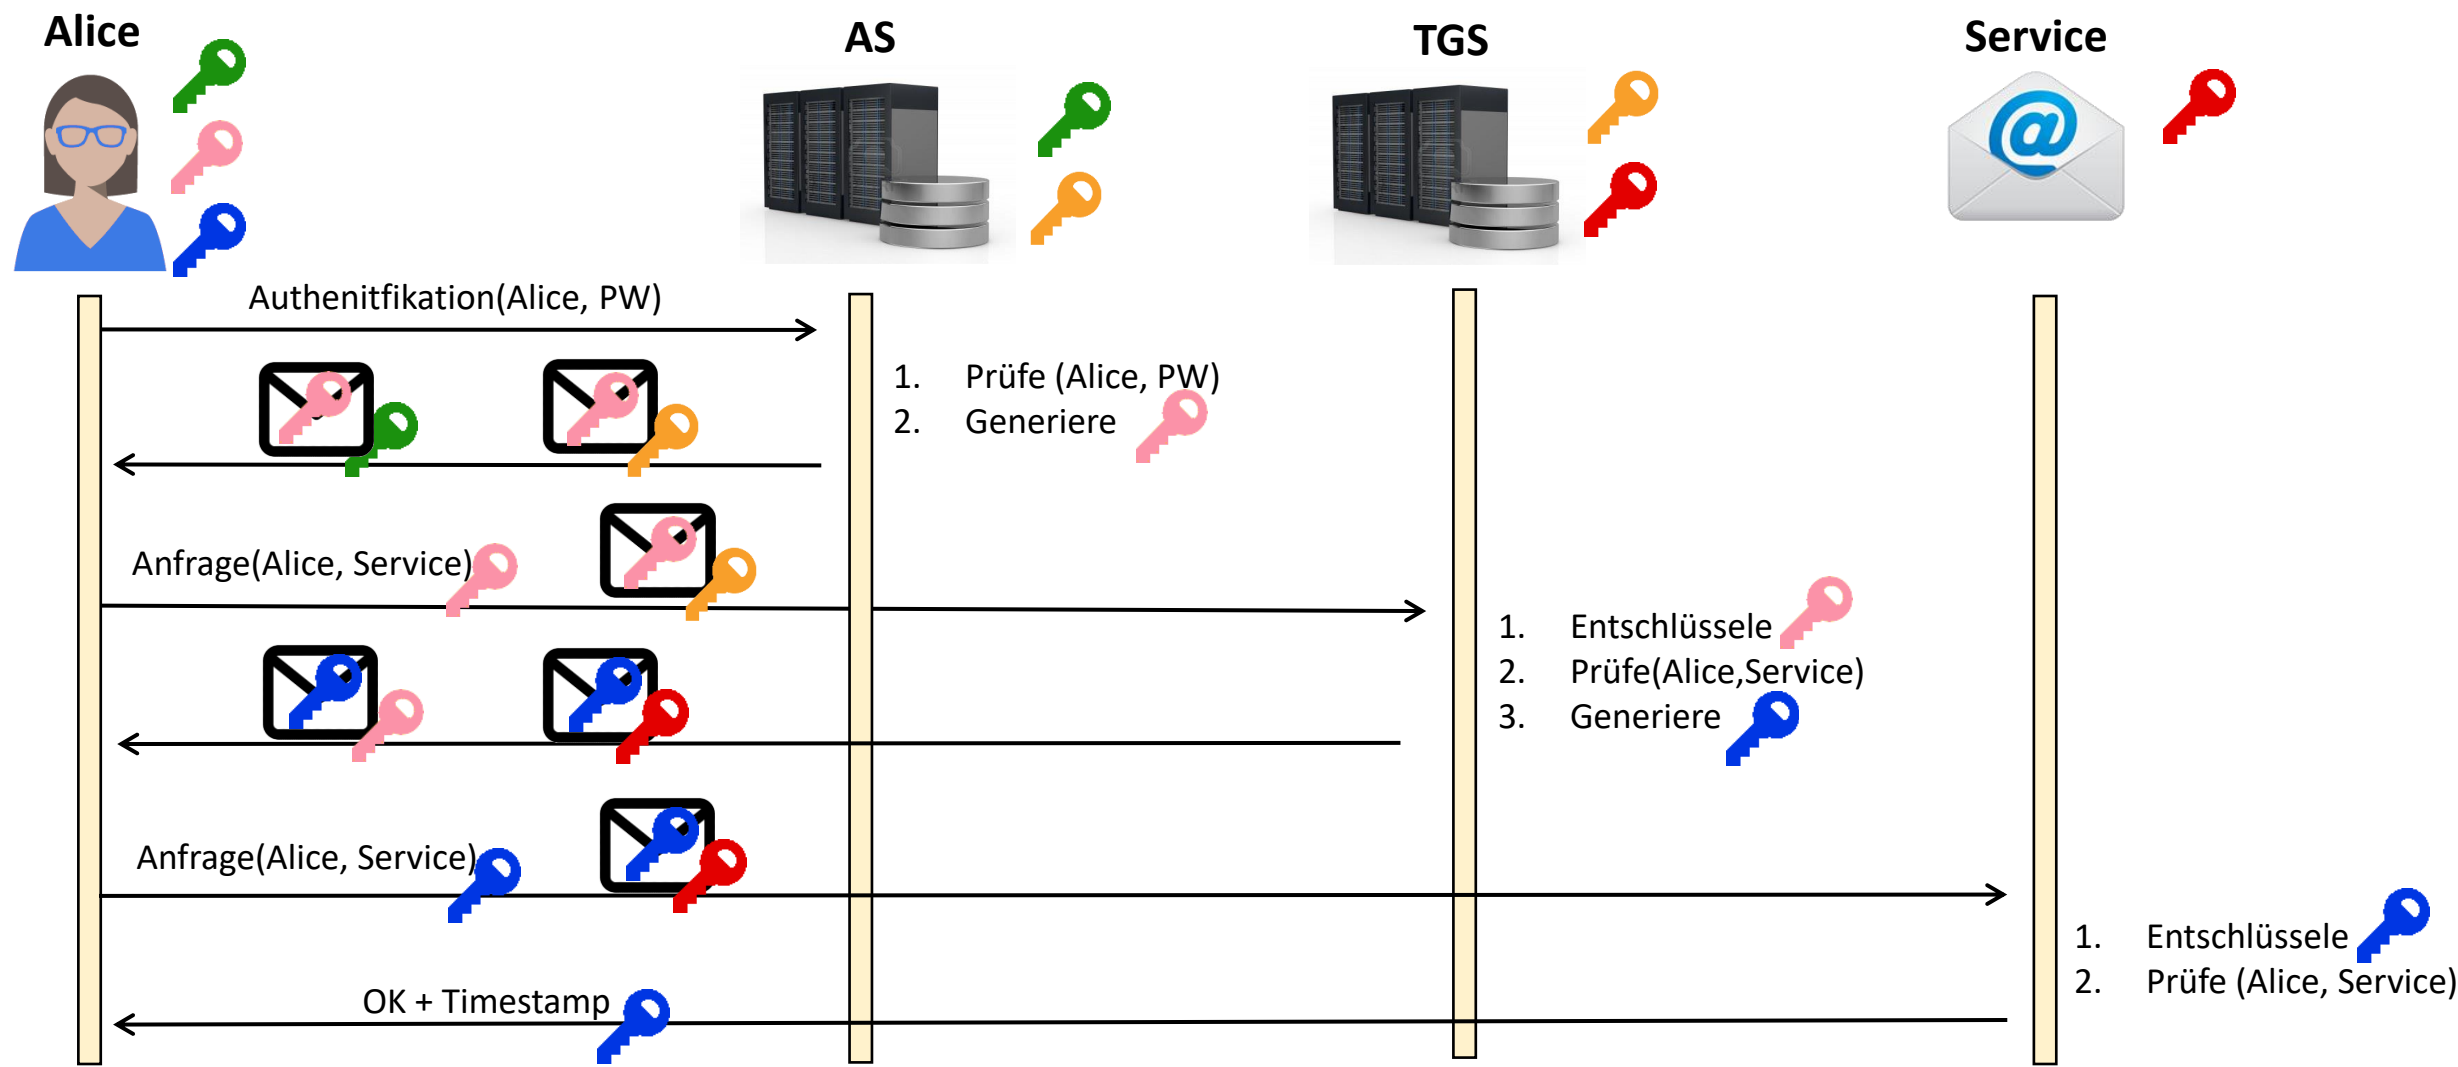 Alice
AS
TGS
Service
@
Authenitfikation(Alice, PW)
1. Prüfe (Alice, PW)
2. Generiere
Anfrage(Alice, Service)
1. Entschlüssele
2. Prüfe(Alice,Service)
3. Generiere
Anfrage(Alice, Service)
1. Entschlüssele
2. Prüfe (Alice, Service)
OK + Timestamp